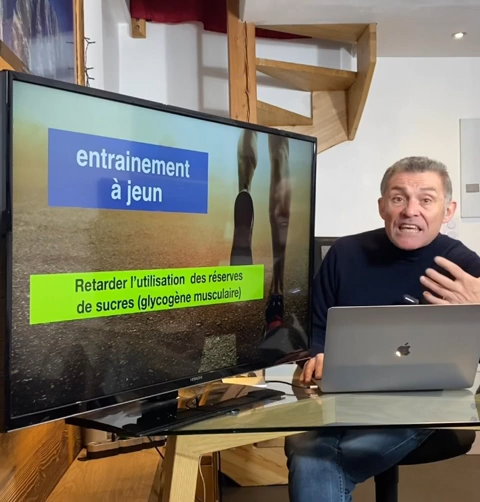 entrainement
à jeun
Retarder l'utilisation des réserves
de sucres (glycogène musculaire)